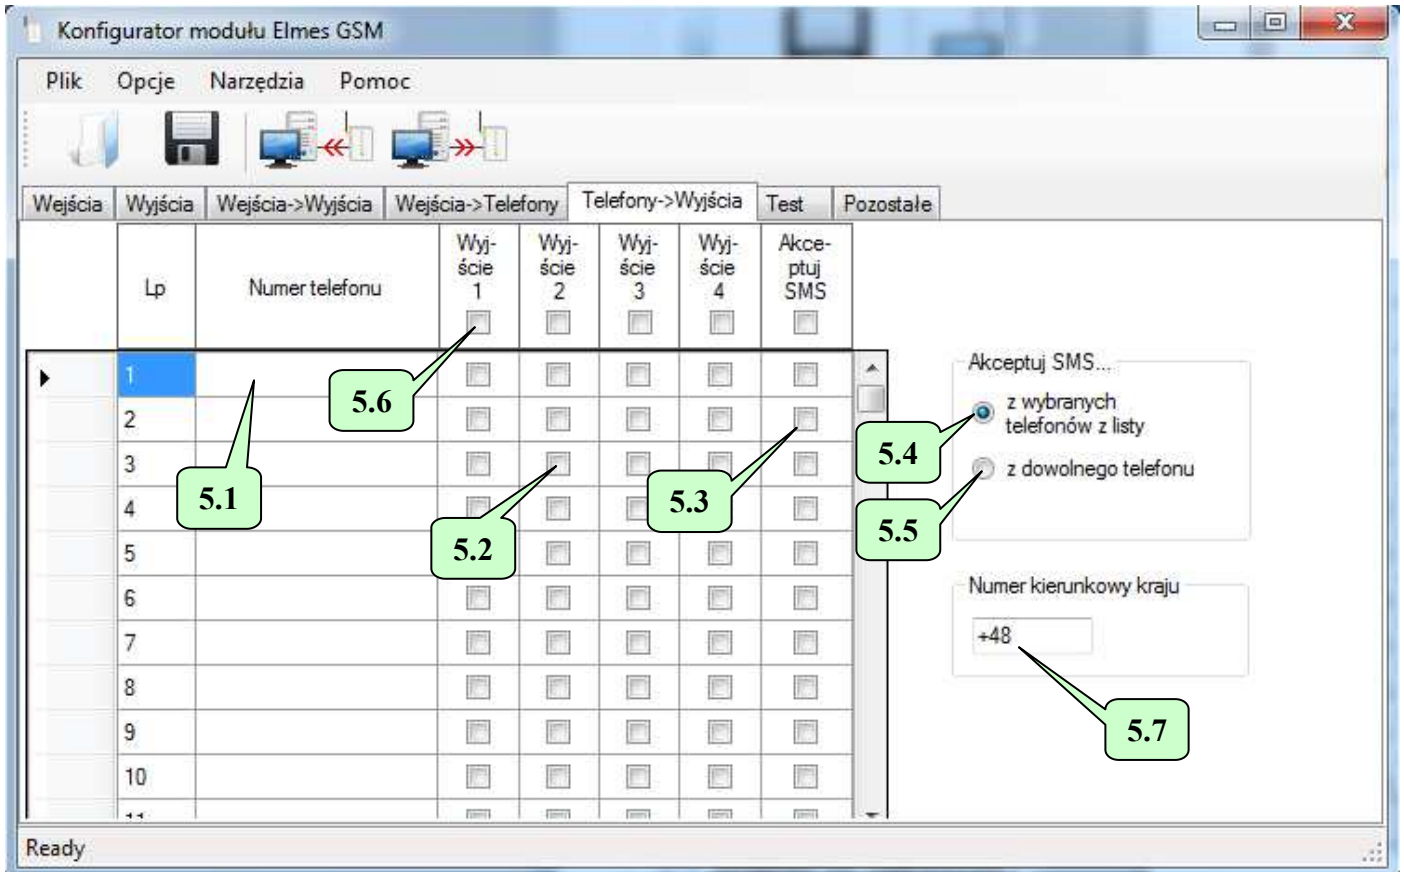 Konfigurator modułu Elmes GSM
Plik Opcje Narzędzia Pomoc
Wejścia Wyjścia Wejścia->Wyjścia Wejścia->Telefony Telefony->Wyjścia Test Pozostałe
Lp
Numer telefonu
Wyj-
ście
1
Wyj-
ście
2
Wyj-
ście
3
Wyj-
ście
4
Akce-
ptuj
SMS
1
2
3
4
5
6
7
8
9
10
11
5.6
5.1
5.2
5.3
Akceptuj SMS...
z wybranych
telefonów z listy
5.4
z dowolnego telefonu
5.5
Numer kierunkowy kraju
+48
5.7
Ready